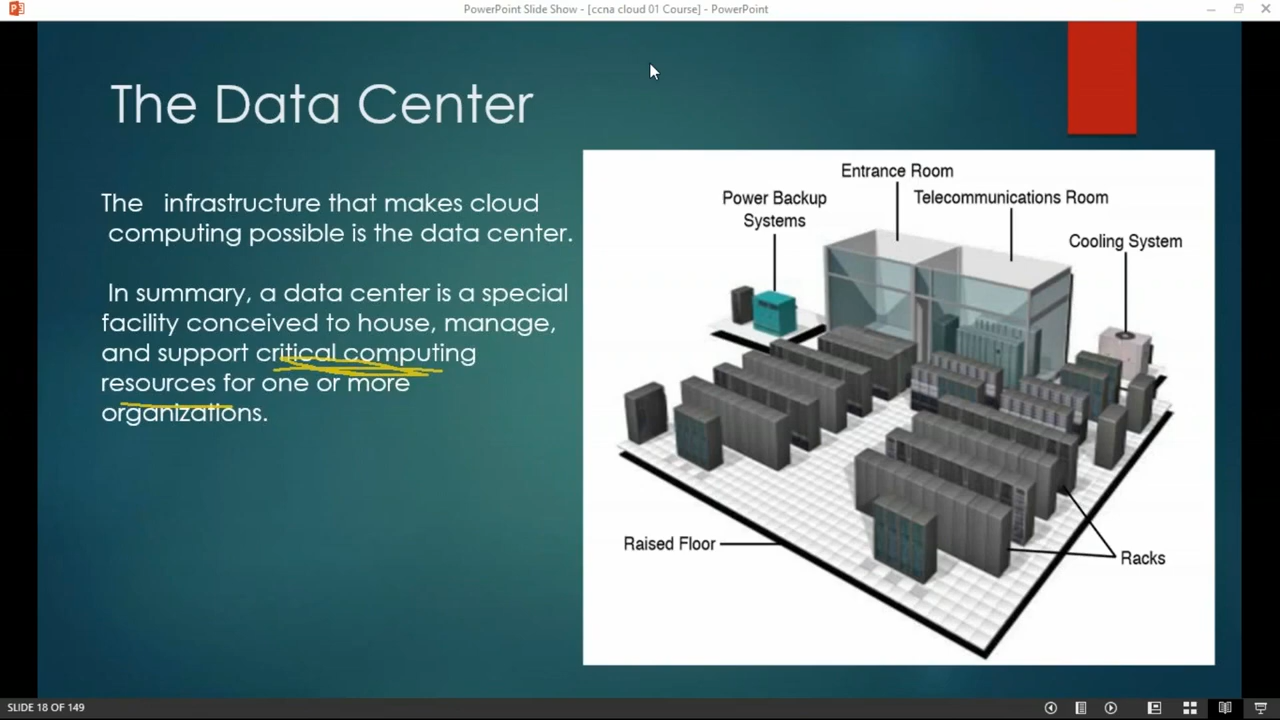 PowerPoint Slide Show - [ccna cloud 01 Course] - PowerPoint
The Data Center
The infrastructure that makes cloud
computing possible is the data center.
In summary, a data center is a special
facility conceived to house, manage,
and support critical computing
resources for one or more
organizations.
Entrance Room
Power Backup
Systems
Telecommunications Room
Cooling System
Raised Floor
Racks
SLIDE 18 OF 149